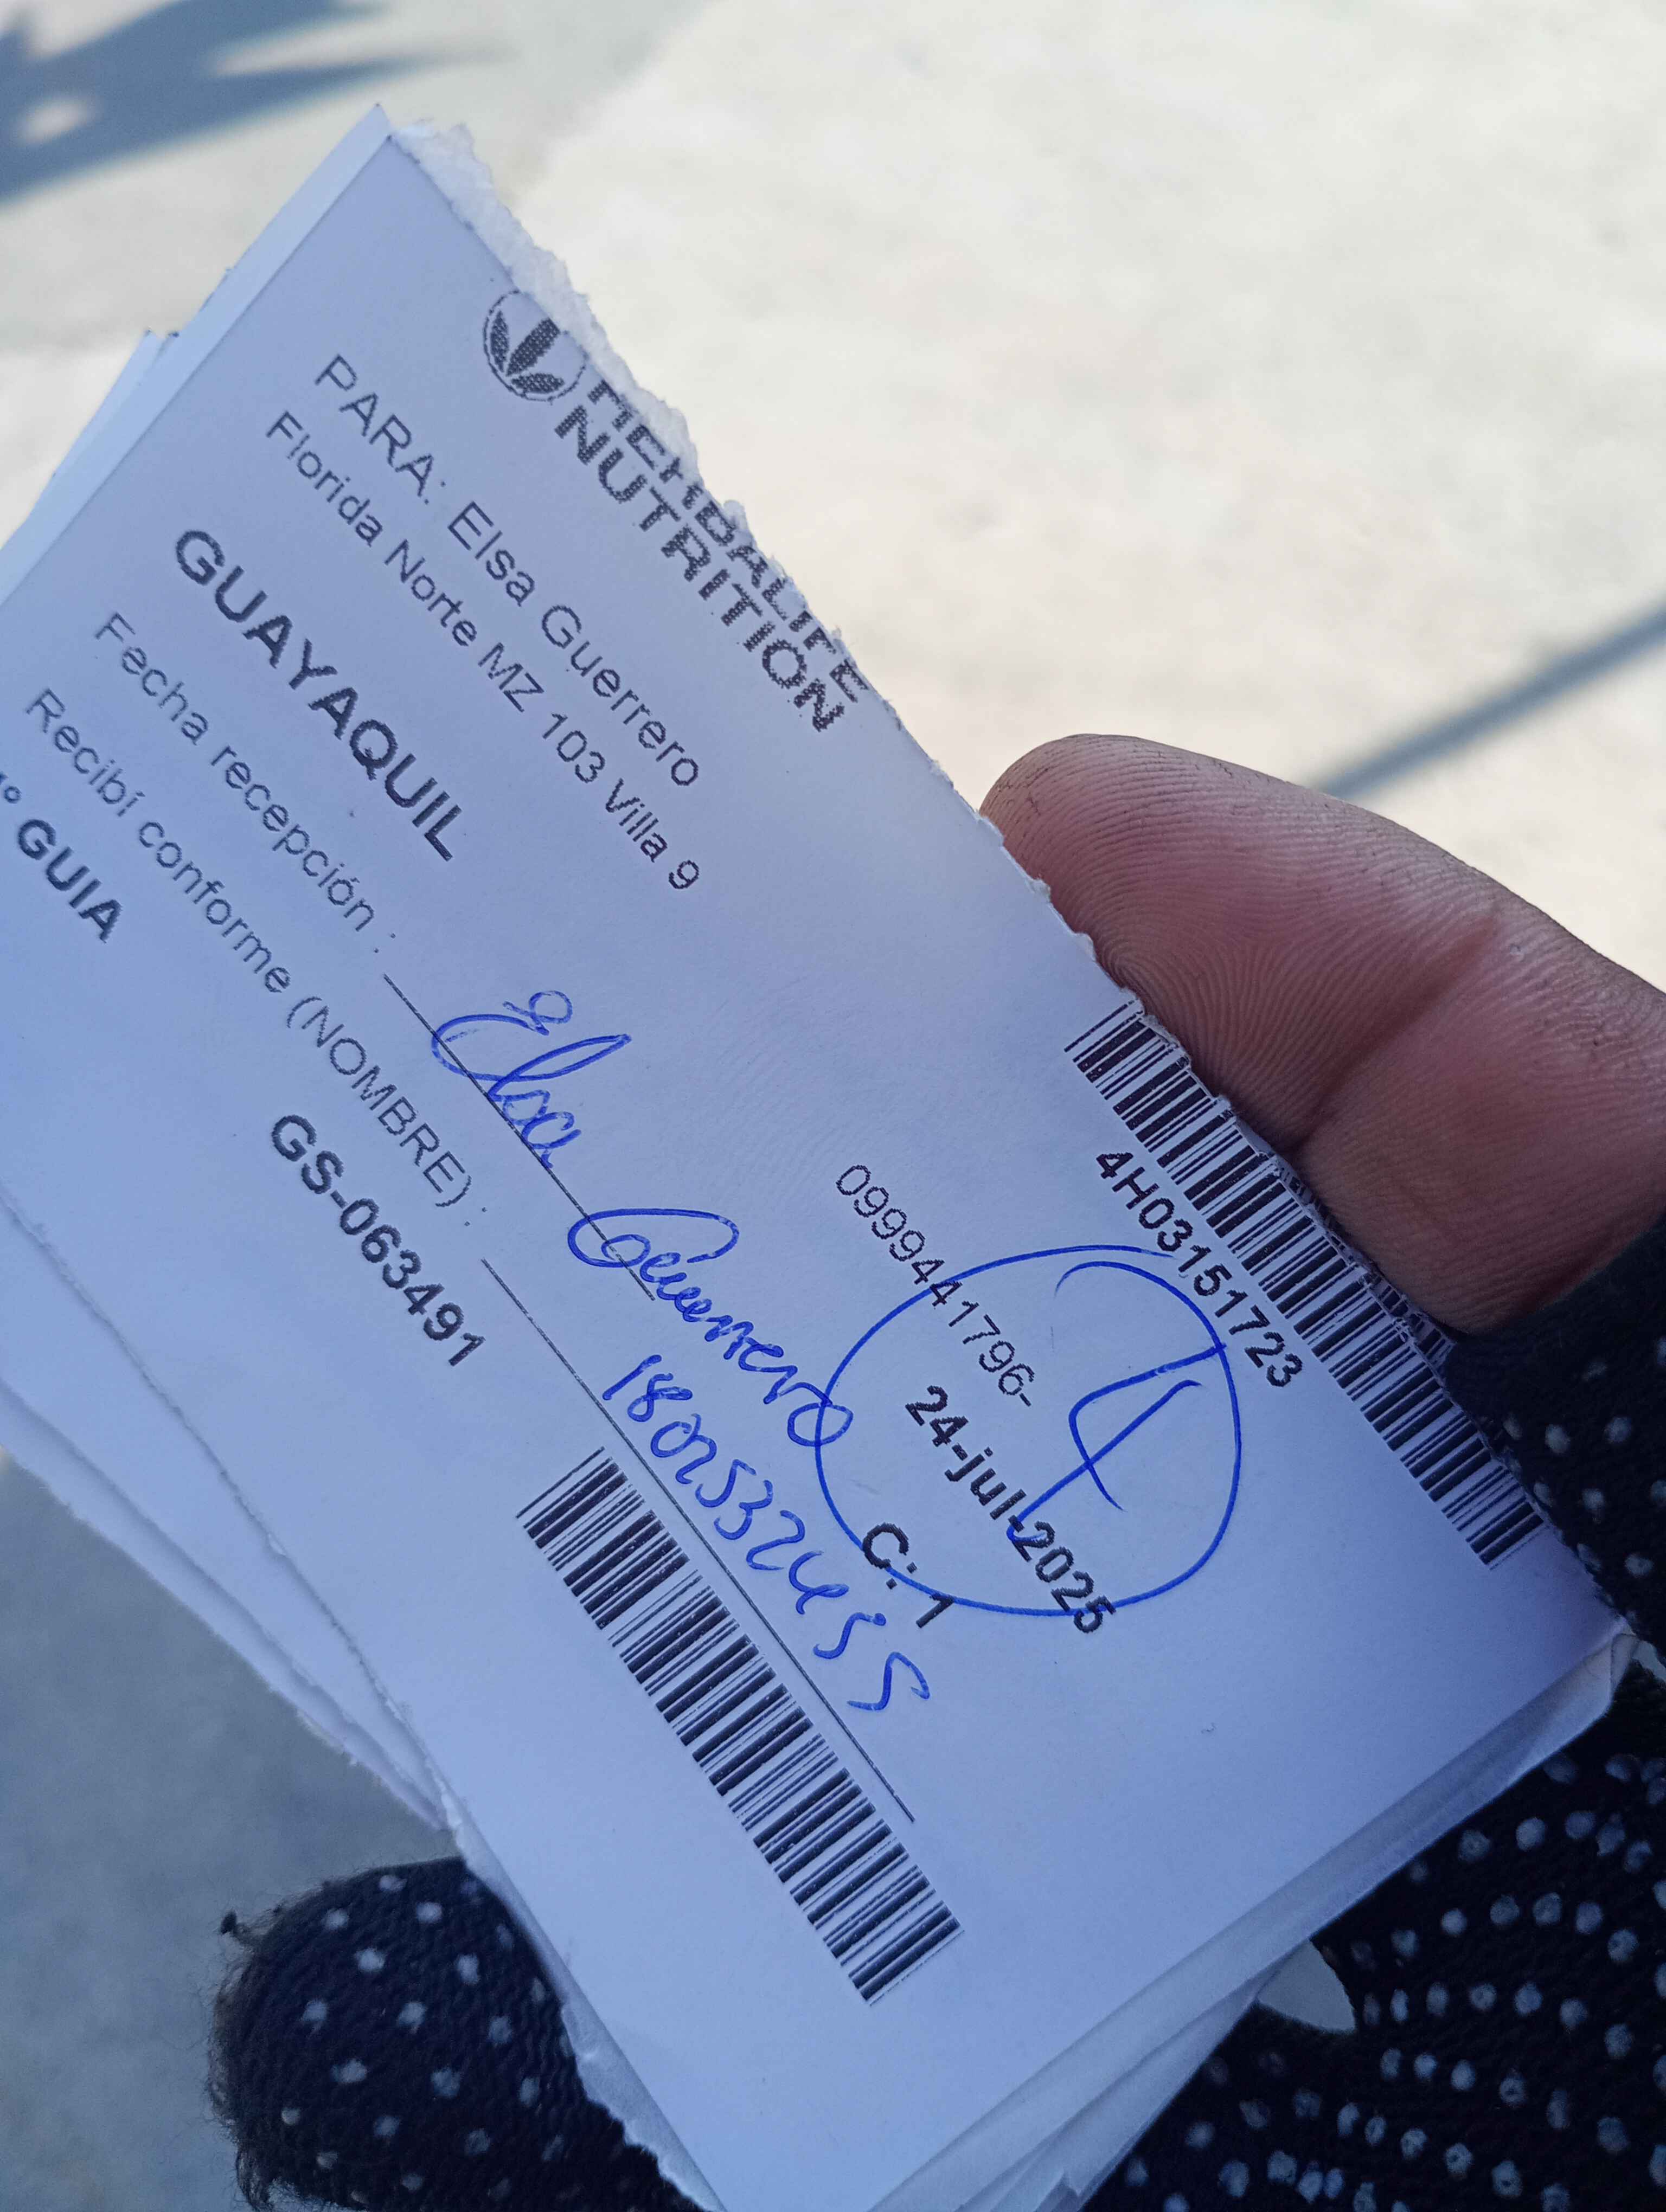 HERBALIFE
NUTRITION
4H03151723
PARA: Elsa Guerrero
Florida Norte MZ 103 Villa 9
0999441796-
GUAYAQUIL
24-jul-2025
C: 1
Fecha recepción :
Elsa Guerrero
Recibí conforme (NOMBRE) :
1802532455
° GUIA
GS-063491